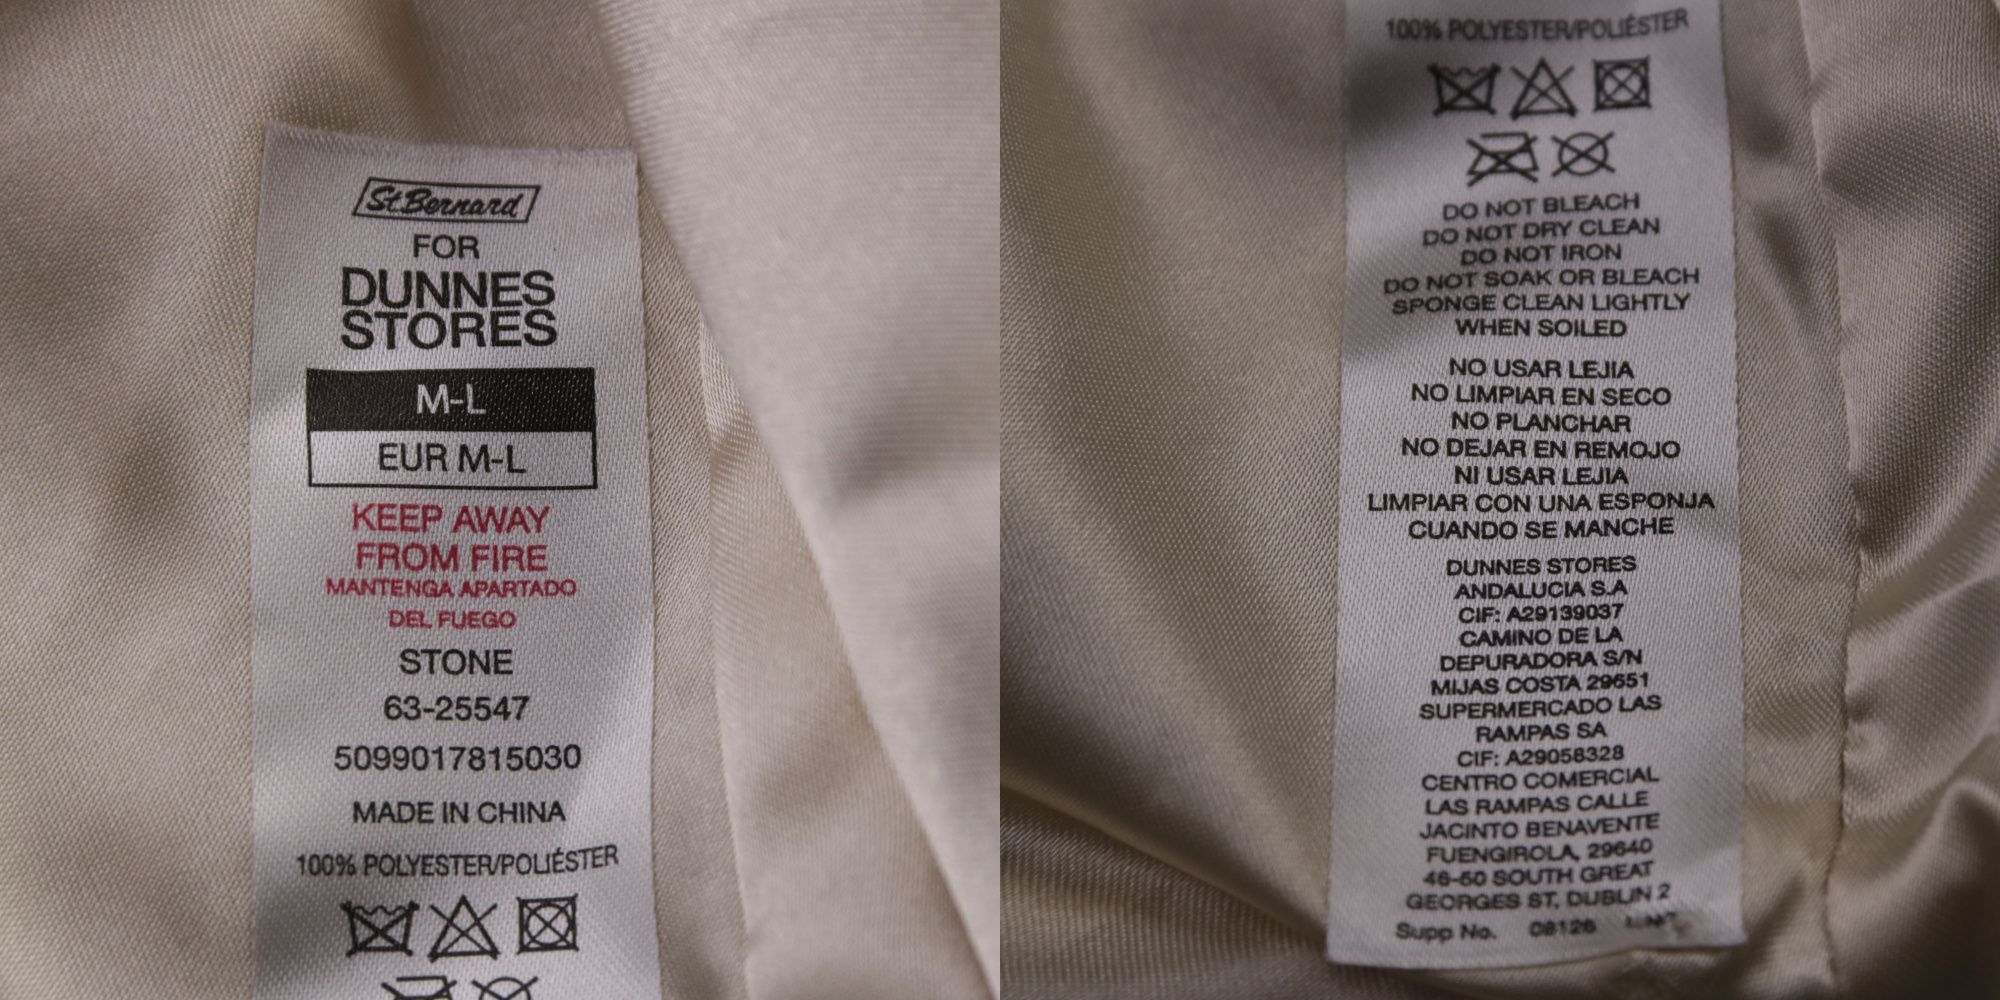 St.Bernard
FOR
DUNNES
STORES
M-L
EUR M-L
KEEP AWAY
FROM FIRE
MANTENGA APARTADO
DEL FUEGO
STONE
63-25547
5099017815030
MADE IN CHINA
100% POLYESTER/POLIÉSTER
100% POLYESTER/POLIÉSTER
DO NOT BLEACH
DO NOT DRY CLEAN
DO NOT IRON
DO NOT SOAK OR BLEACH
SPONGE CLEAN LIGHTLY
WHEN SOILED
NO USAR LEJIA
NO LIMPIAR EN SECO
NO PLANCHAR
NO DEJAR EN REMOJO
NI USAR LEJIA
LIMPIAR CON UNA ESPONJA
CUANDO SE MANCHE
DUNNES STORES
ANDALUCIA S.A
CIF: A29139037
CAMINO DE LA
DEPURADORA S/N
MIJAS COSTA 29651
SUPERMERCADO LAS
RAMPAS SA
CIF: A29058328
CENTRO COMERCIAL
LAS RAMPAS CALLE
JACINTO BENAVENTE
FUENGIROLA, 29640
46-50 SOUTH GREAT
GEORGES ST, DUBLIN 2
Supp No. 08126